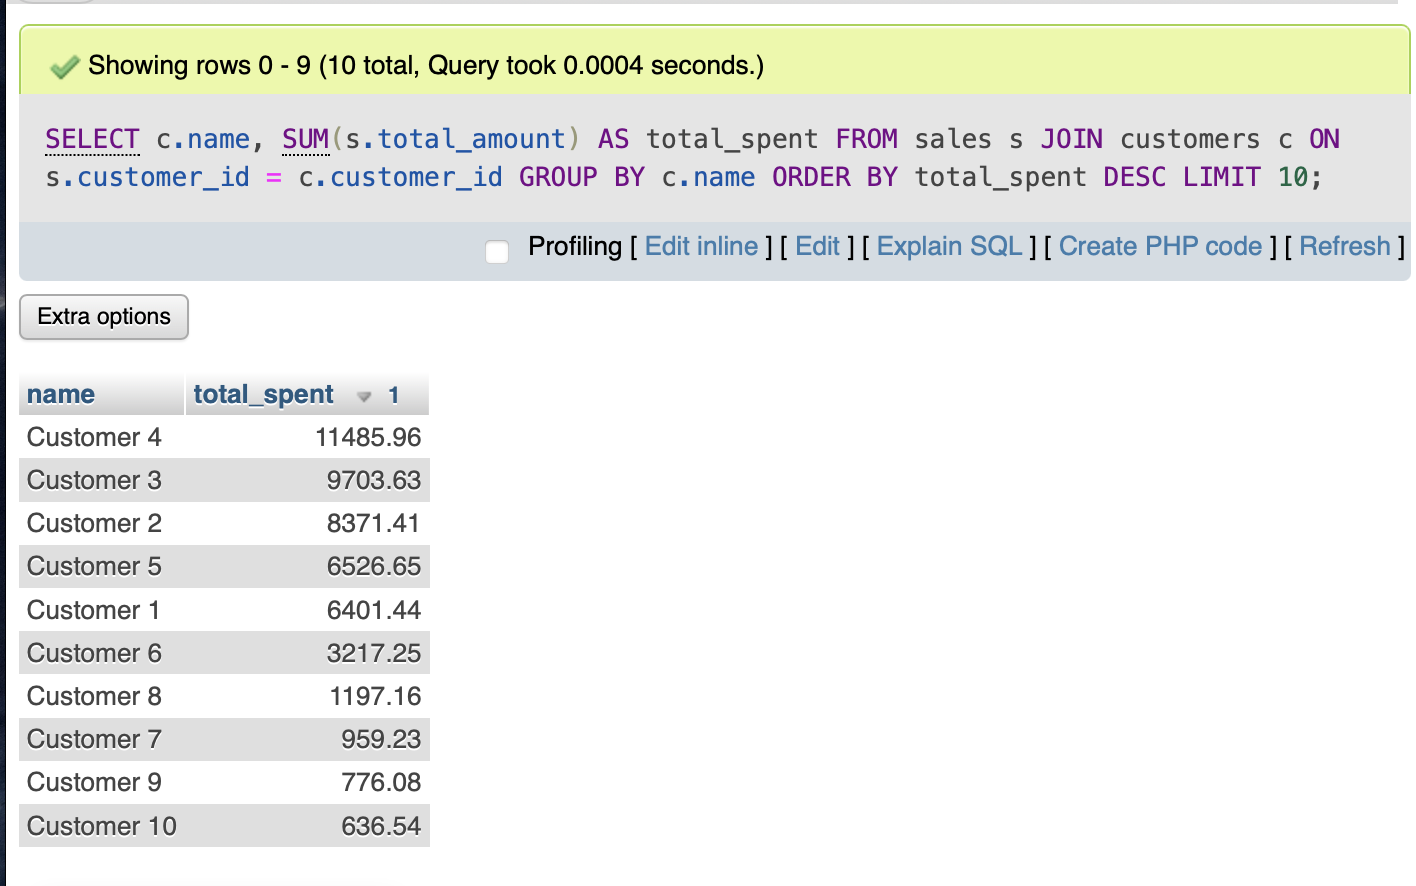 Showing rows 0 - 9 (10 total, Query took 0.0004 seconds.)
SELECT c.name, SUM(s.total_amount) AS total_spent FROM sales s JOIN customers c ON
s.customer_id = c.customer_id GROUP BY c.name ORDER BY total_spent DESC LIMIT 10;
Profiling [ Edit inline ] [ Edit ] [ Explain SQL ] [ Create PHP code ] [ Refresh ]
Extra options
name total_spent 1
Customer 4 11485.96
Customer 3 9703.63
Customer 2 8371.41
Customer 5 6526.65
Customer 1 6401.44
Customer 6 3217.25
Customer 8 1197.16
Customer 7 959.23
Customer 9 776.08
Customer 10 636.54